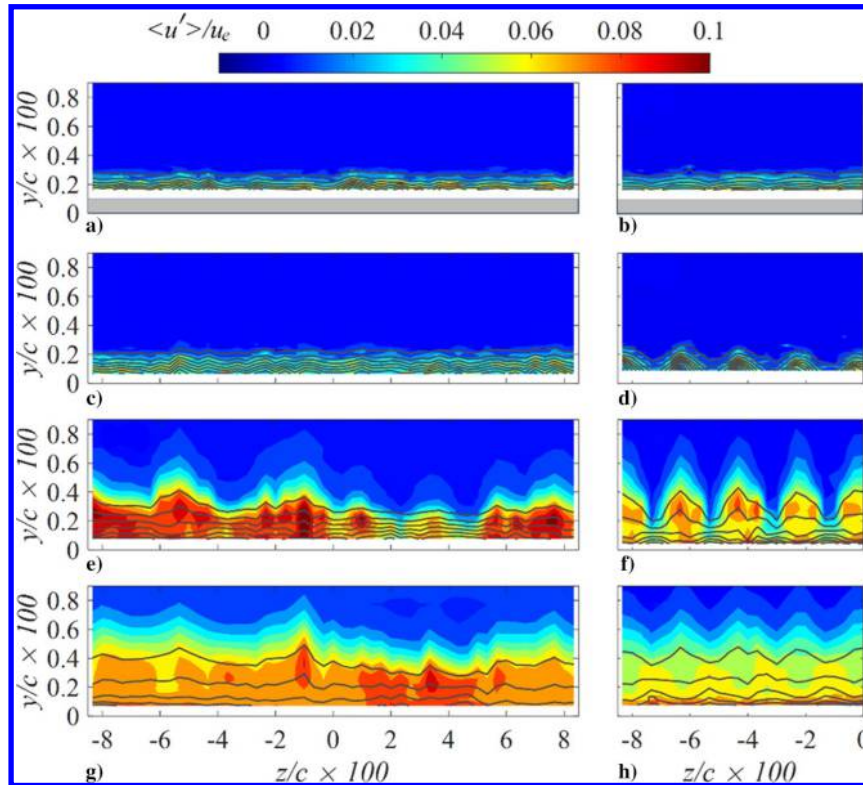 <u'>/uₑ 0 0.02 0.04 0.06 0.08 0.1
y/c × 100 0.8 0.6 0.4 0.2 0
a) b)
y/c × 100 0.8 0.6 0.4 0.2 0
c) d)
y/c × 100 0.8 0.6 0.4 0.2 0
e) f)
y/c × 100 0.8 0.6 0.4 0.2 0
-8 -6 -4 -2 0 2 4 6 8 -8 -6 -4 -2 0
g) z/c × 100 h) z/c × 100